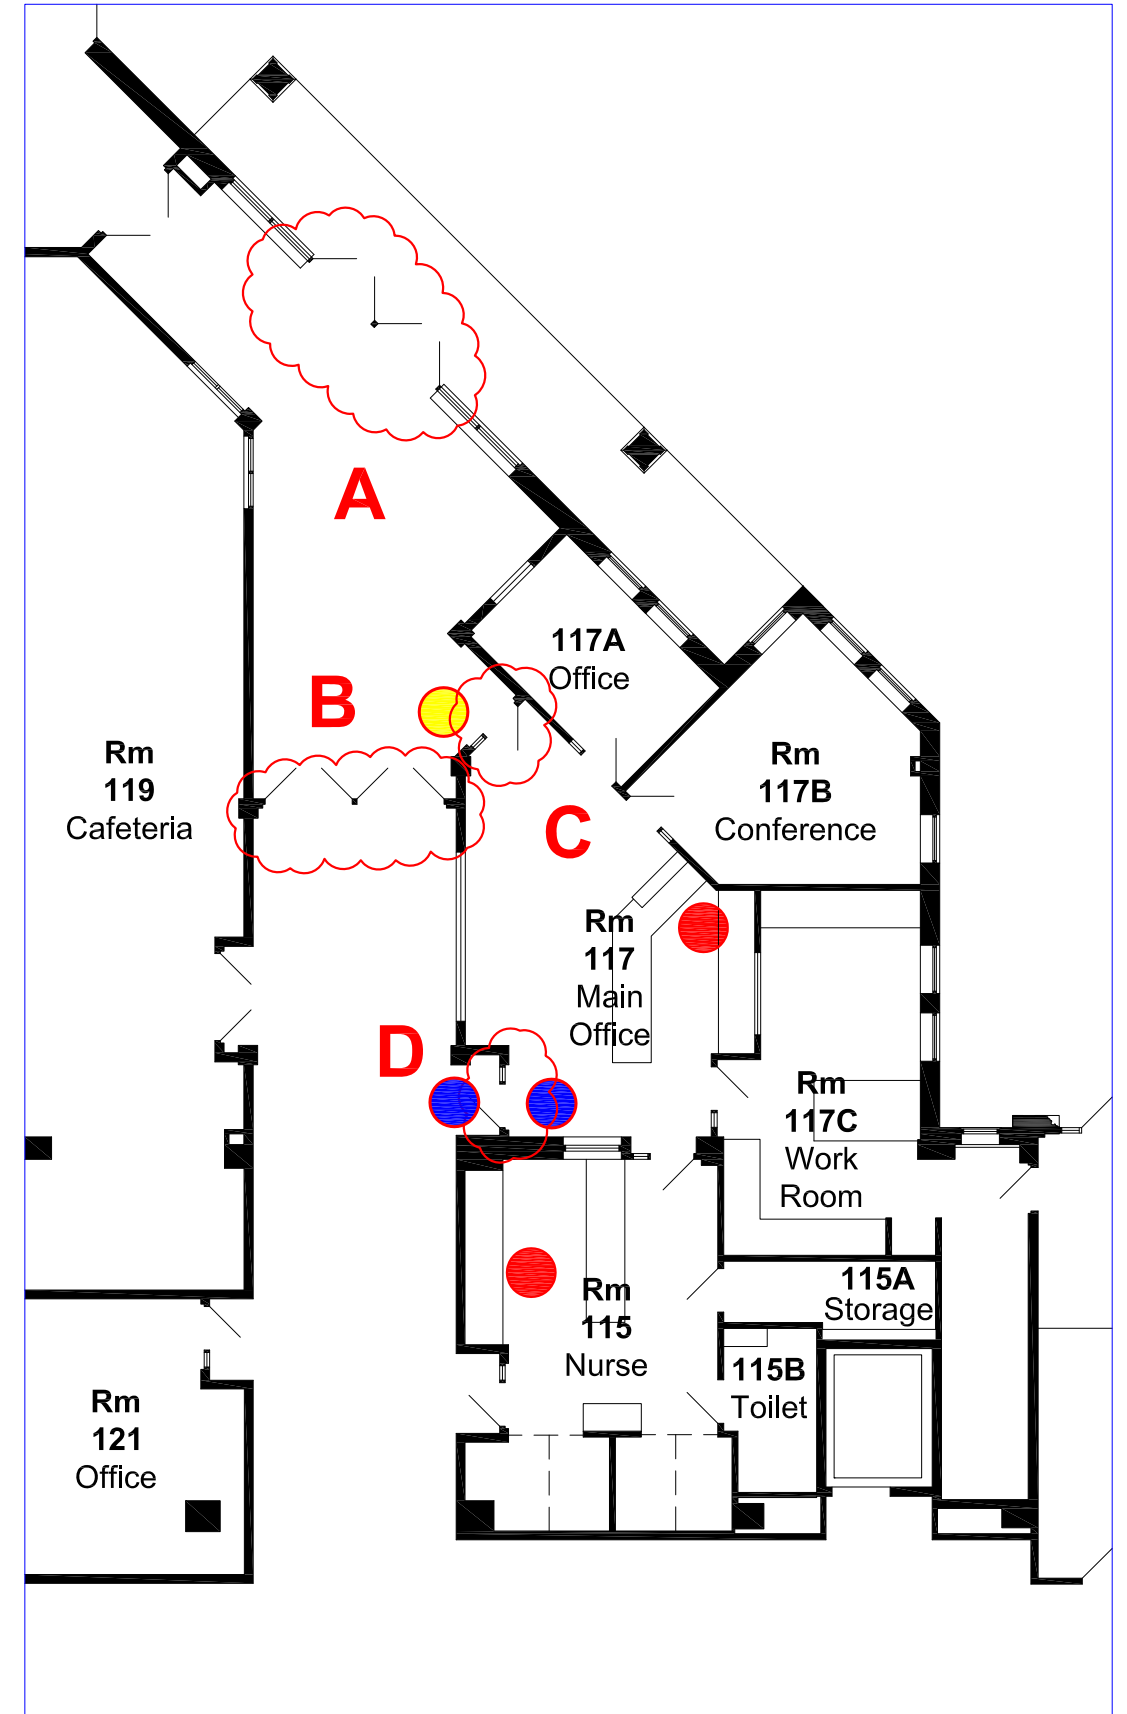 A
117A
Office
B
Rm
119
Cafeteria
Rm
117B
Conference
C
Rm
117
Main
Office
D
Rm
117C
Work
Room
115A
Storage
Rm
115
Nurse
115B
Toilet
Rm
121
Office